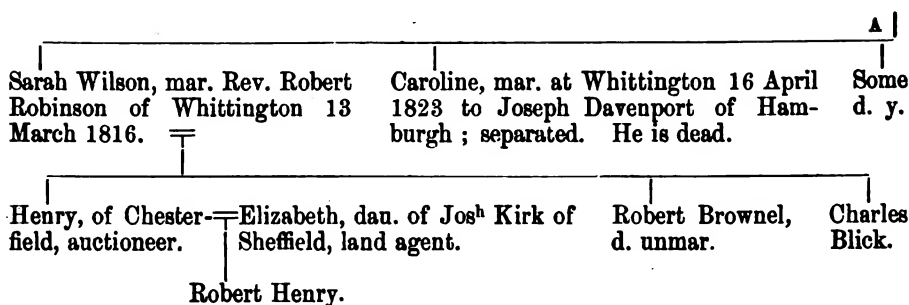 A
Sarah Wilson, mar. Rev. Robert
Robinson of Whittington 13
March 1816.
Caroline, mar. at Whittington 16 April
1823 to Joseph Davenport of Ham-
burgh ; separated. He is dead.
Some
d. y.
Henry, of Chester-
field, auctioneer.
Elizabeth, dau. of Josʰ Kirk of
Sheffield, land agent.
Robert Brownel,
d. unmar.
Charles
Blick.
Robert Henry.